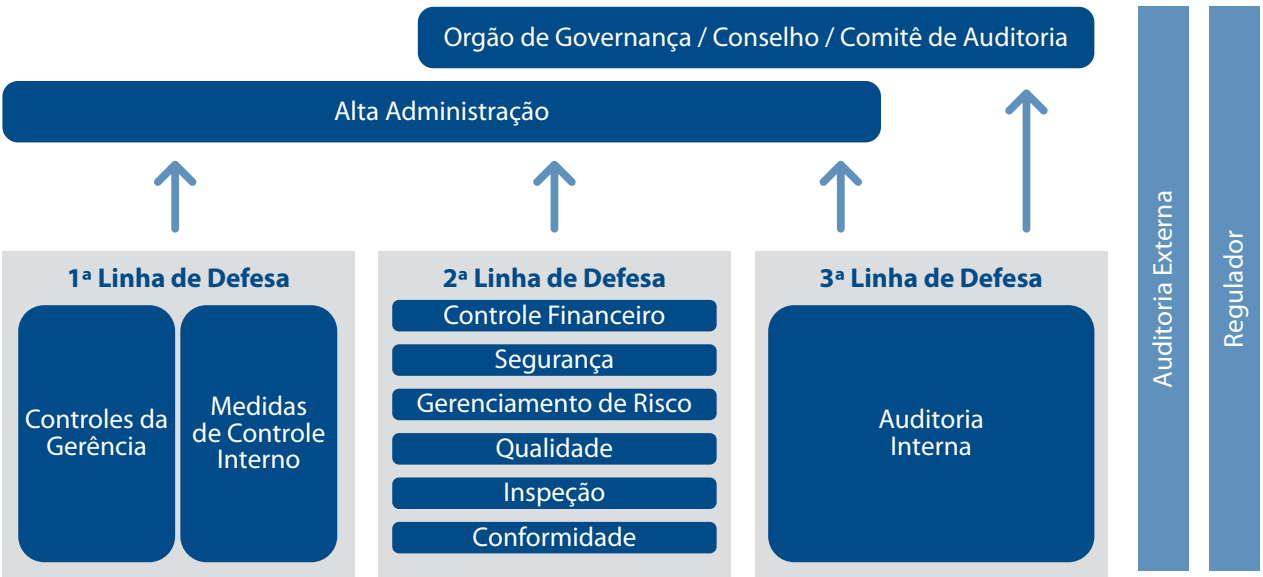 Orgão de Governança / Conselho / Comitê de Auditoria
Alta Administração
1ª Linha de Defesa
Controles da
Gerência
Medidas
de Controle
Interno
2ª Linha de Defesa
Controle Financeiro
Segurança
Gerenciamento de Risco
Qualidade
Inspeção
Conformidade
3ª Linha de Defesa
Auditoria
Interna
Auditoria Externa
Regulador